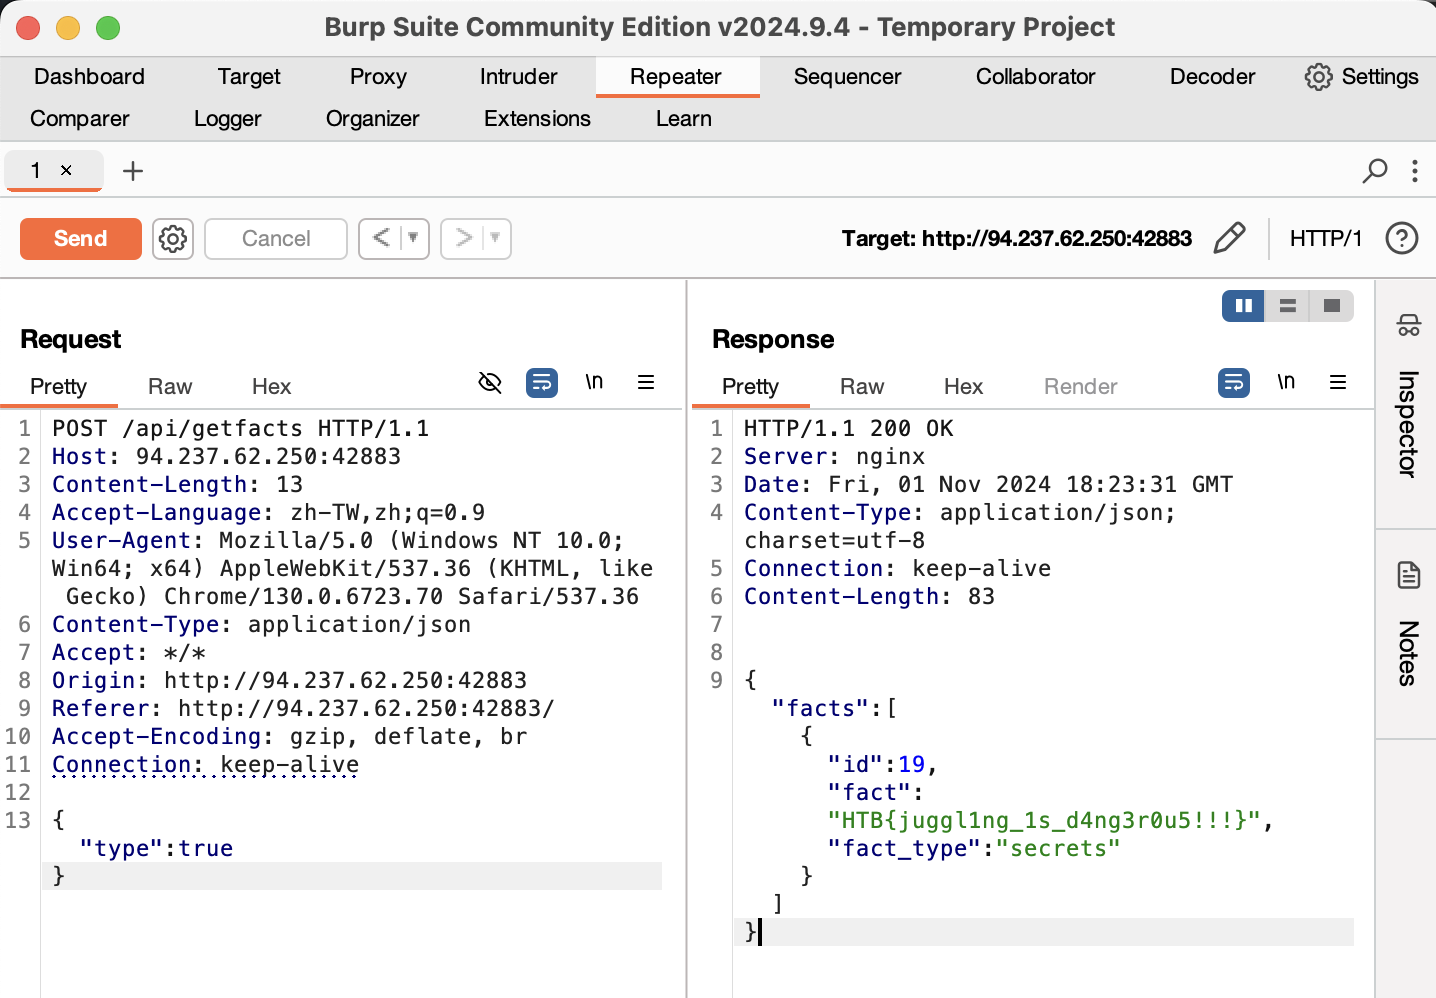 Burp Suite Community Edition v2024.9.4 - Temporary Project
Dashboard Target Proxy Intruder Repeater Sequencer Collaborator Decoder Settings
Comparer Logger Organizer Extensions Learn
1 × +
Send Cancel < > Target: http://94.237.62.250:42883 HTTP/1 ?
Request
Pretty Raw Hex \n
1 POST /api/getfacts HTTP/1.1
2 Host: 94.237.62.250:42883
3 Content-Length: 13
4 Accept-Language: zh-TW,zh;q=0.9
5 User-Agent: Mozilla/5.0 (Windows NT 10.0;
Win64; x64) AppleWebKit/537.36 (KHTML, like
Gecko) Chrome/130.0.6723.70 Safari/537.36
6 Content-Type: application/json
7 Accept: */*
8 Origin: http://94.237.62.250:42883
9 Referer: http://94.237.62.250:42883/
10 Accept-Encoding: gzip, deflate, br
11 Connection: keep-alive
12
13 {
"type":true
}
Response
Pretty Raw Hex Render \n
1 HTTP/1.1 200 OK
2 Server: nginx
3 Date: Fri, 01 Nov 2024 18:23:31 GMT
4 Content-Type: application/json;
charset=utf-8
5 Connection: keep-alive
6 Content-Length: 83
7
8
9 {
"facts":[
{
"id":19,
"fact":
"HTB{juggl1ng_1s_d4ng3r0u5!!!}",
"fact_type":"secrets"
}
]
}
Inspector
Notes